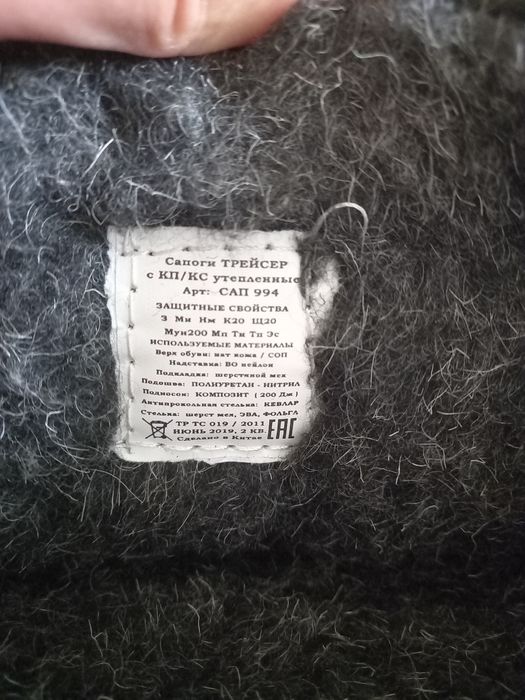 Сапоги ТРЕЙСЕР
с КП/КС утепленные
Арт: САП 994
ЗАЩИТНЫЕ СВОЙСТВА
З Ми Нм К20 Щ20
Мун200 Мп Тн Тп Эс
ИСПОЛЬЗУЕМЫЕ МАТЕРИАЛЫ
Верх обуви: нат кожа / СОП
Надставка: ВО нейлон
Подкладка: шерстяной мех
Подошва: ПОЛИУРЕТАН - НИТРИЛ
Подносок: КОМПОЗИТ ( 200 Дж )
Антипрокольная стелька: КЕВЛАР
Стелька: шерст мех, ЭВА, ФОЛЬГА
ТР ТС 019 / 2011
ИЮНЬ 2019, 2 КВ.
Сделано в Китае
ЕАС